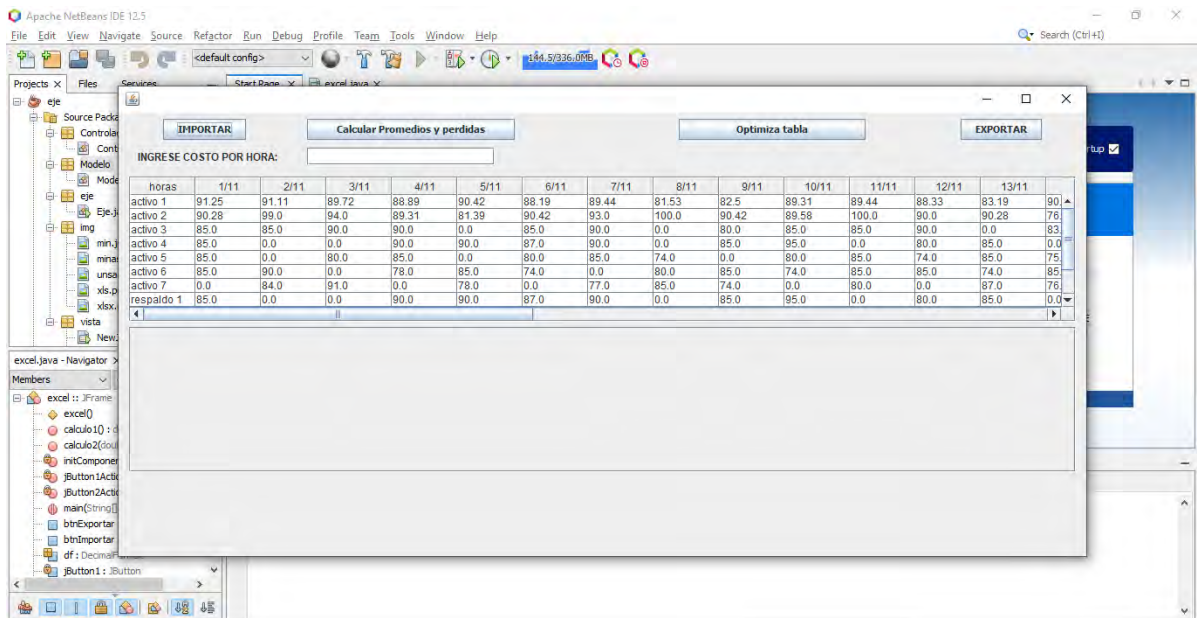 Apache NetBeans IDE 12.5
File Edit View Navigate Source Refactor Run Debug Profile Team Tools Window Help
Search (Ctrl+I)
<default config>
144.5/336.0MB
Projects Files Services Start Page excel.java
eje
Source Packa
Controla
Cont
Modelo
Mode
eje
Eje.j
img
min.j
mina
unsa
xls.p
xlsx.
vista
New
excel.java - Navigator
Members
excel :: JFrame
excel()
calculo1() : d
calculo2(doul
initComponer
jButton1Actic
jButton2Actic
main(String[]
btnExportar
btnImportar
df : DecimalF
jButton1 : JButton
rtup
IMPORTAR Calcular Promedios y perdidas Optimiza tabla EXPORTAR
INGRESE COSTO POR HORA:
horas 1/11 2/11 3/11 4/11 5/11 6/11 7/11 8/11 9/11 10/11 11/11 12/11 13/11
activo 1 91.25 91.11 89.72 88.89 90.42 88.19 89.44 81.53 82.5 89.31 89.44 88.33 83.19 90.
activo 2 90.28 99.0 94.0 89.31 81.39 90.42 93.0 100.0 90.42 89.58 100.0 90.0 90.28 76.
activo 3 85.0 85.0 90.0 90.0 0.0 85.0 90.0 0.0 80.0 85.0 85.0 90.0 0.0 83.
activo 4 85.0 0.0 0.0 90.0 90.0 87.0 90.0 0.0 85.0 95.0 0.0 80.0 85.0 0.0
activo 5 85.0 0.0 80.0 85.0 0.0 80.0 85.0 74.0 0.0 80.0 85.0 74.0 85.0 75.
activo 6 85.0 90.0 0.0 78.0 85.0 74.0 0.0 80.0 85.0 74.0 85.0 85.0 74.0 85.
activo 7 0.0 84.0 91.0 0.0 78.0 0.0 77.0 85.0 74.0 0.0 80.0 0.0 87.0 76.
respaldo 1 85.0 0.0 0.0 90.0 90.0 87.0 90.0 0.0 85.0 95.0 0.0 80.0 85.0 0.0